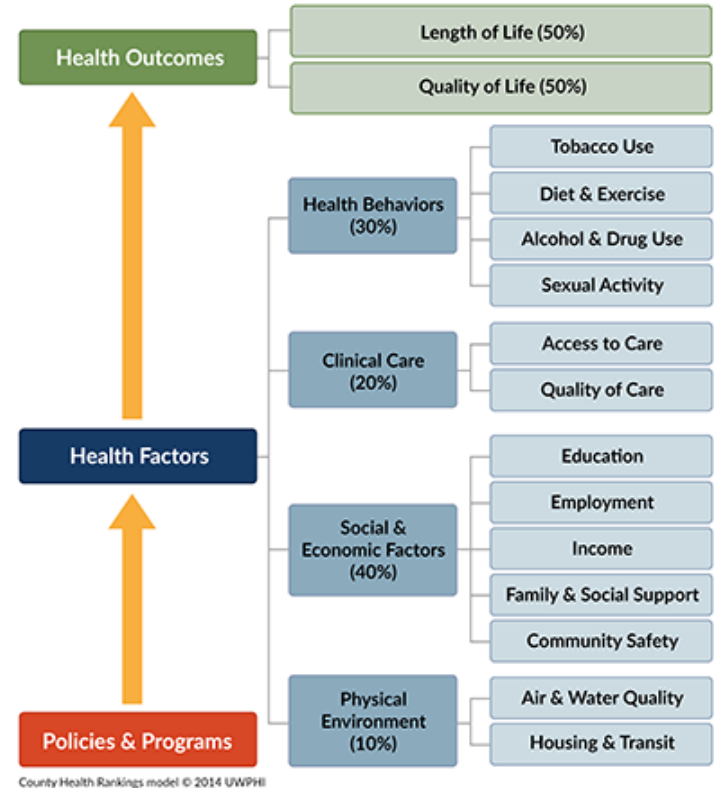 Health Outcomes
Length of Life (50%)
Quality of Life (50%)
Health Factors
Health Behaviors
(30%)
Tobacco Use
Diet & Exercise
Alcohol & Drug Use
Sexual Activity
Clinical Care
(20%)
Access to Care
Quality of Care
Social &
Economic Factors
(40%)
Education
Employment
Income
Family & Social Support
Community Safety
Physical
Environment
(10%)
Air & Water Quality
Housing & Transit
Policies & Programs
County Health Rankings model © 2014 UWPHI